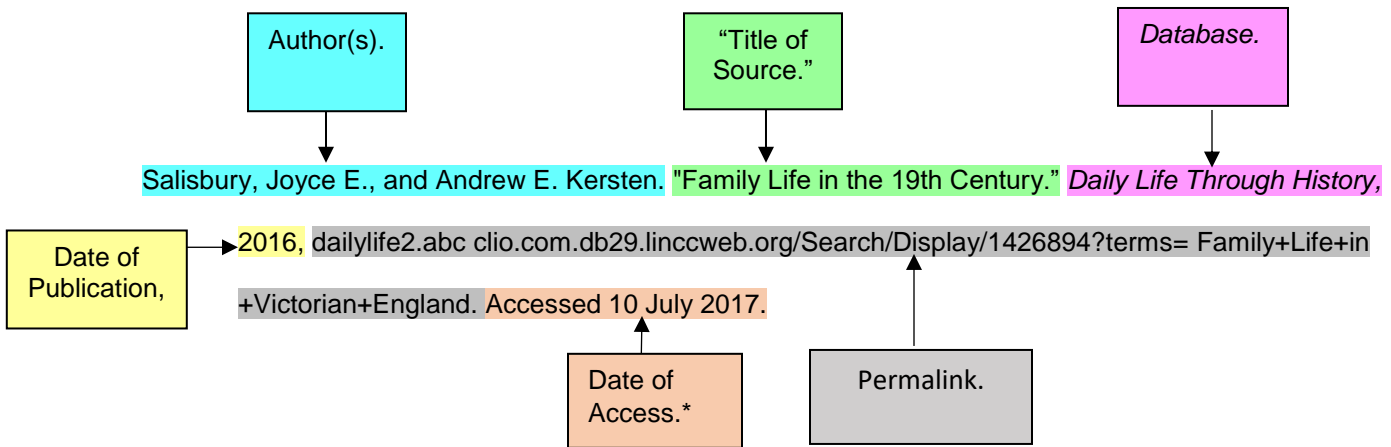 Author(s).
“Title of
Source.”
Database.
Salisbury, Joyce E., and Andrew E. Kersten. "Family Life in the 19th Century.” Daily Life Through History,
Date of
Publication,
2016, dailylife2.abc clio.com.db29.linccweb.org/Search/Display/1426894?terms= Family+Life+in
+Victorian+England. Accessed 10 July 2017.
Date of
Access.*
Permalink.